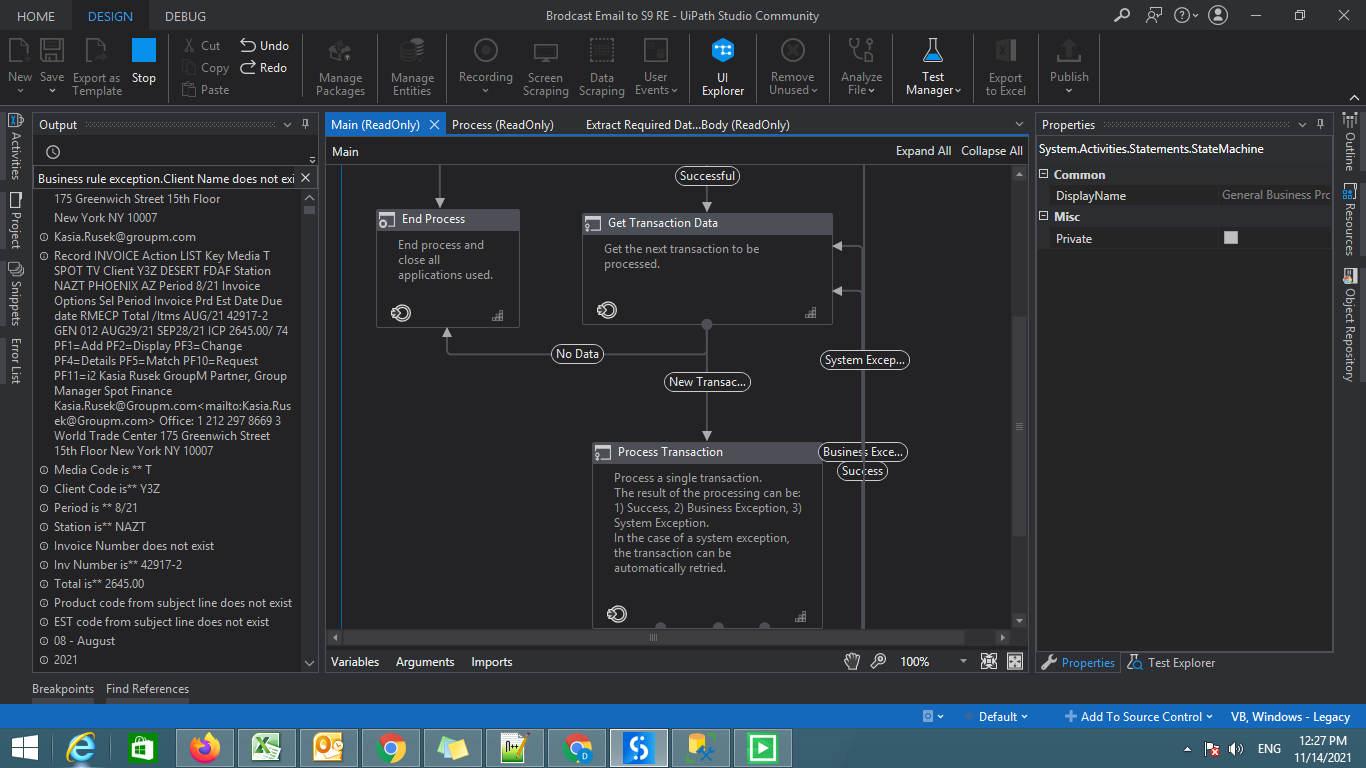 HOME
DESIGN
DEBUG
Brodcast Email to S9 RE - UiPath Studio Community
New
Save
Export as
Template
Stop
Cut
Copy
Paste
Undo
Redo
Manage
Packages
Manage
Entities
Recording
Screen
Scraping
Data
Scraping
User
Events
UI
Explorer
Remove
Unused
Analyze
File
Test
Manager
Export
to Excel
Publish
Activities
Project
Snippets
Error List
Output
Business rule exception.Client Name does not exi
175 Greenwich Street 15th Floor
New York NY 10007
Kasia.Rusek@groupm.com
Record INVOICE Action LIST Key Media T
SPOT TV Client Y3Z DESERT FDAF Station
NAZT PHOENIX AZ Period 8/21 Invoice
Options Sel Period Invoice Prd Est Date Due
date RMECP Total /Itms AUG/21 42917-2
GEN 012 AUG29/21 SEP28/21 ICP 2645.00/ 74
PF1=Add PF2=Display PF3=Change
PF4=Details PF5=Match PF10=Request
PF11=i2 Kasia Rusek GroupM Partner, Group
Manager Spot Finance
Kasia.Rusek@Groupm.com<mailto:Kasia.Rus
ek@Groupm.com> Office: 1 212 297 8669 3
World Trade Center 175 Greenwich Street
15th Floor New York NY 10007
Media Code is ** T
Client Code is** Y3Z
Period is ** 8/21
Station is** NAZT
Invoice Number does not exist
Inv Number is** 42917-2
Total is** 2645.00
Product code from subject line does not exist
EST code from subject line does not exist
08 - August
2021
Breakpoints
Find References
Main (ReadOnly)
Process (ReadOnly)
Extract Required Dat...Body (ReadOnly)
Main
Expand All
Collapse All
Successful
End Process
End process and
close all
applications used.
Get Transaction Data
Get the next transaction to be
processed.
No Data
System Excep...
New Transac...
Process Transaction
Business Exce...
Success
Process a single transaction.
The result of the processing can be:
1) Success, 2) Business Exception, 3)
System Exception.
In the case of a system exception,
the transaction can be
automatically retried.
Variables
Arguments
Imports
100%
Properties
System.Activities.Statements.StateMachine
Common
DisplayName
General Business Pro
Misc
Private
Properties
Test Explorer
Outline
Resources
Object Repository
Default
Add To Source Control
VB, Windows - Legacy
ENG
12:27 PM
11/14/2021